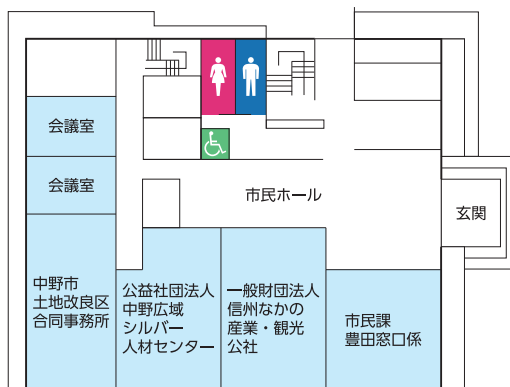 会議室
会議室
市民ホール
玄関
中野市
土地改良区
合同事務所
公益社団法人
中野広域
シルバー
人材センター
一般財団法人
信州なかの
産業・観光
公社
市民課
豊田窓口係